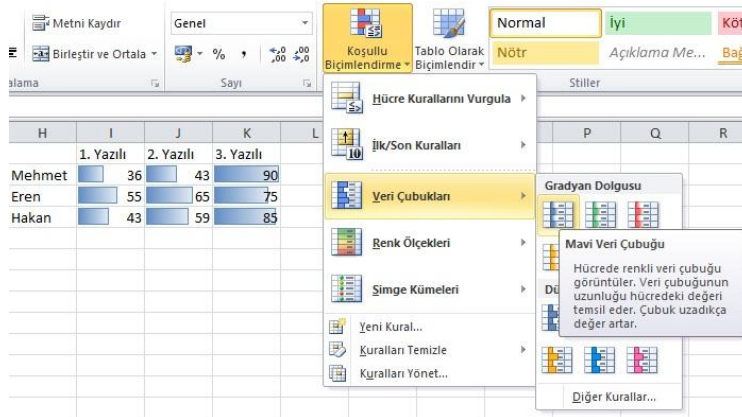 Metni Kaydır
Genel
Normal
İyi
Birleştir ve Ortala
%
Koşullu
Biçimlendirme
Tablo Olarak
Biçimlendir
Nötr
Açıklama Me...
Sayı
Stiller
Hücre Kurallarını Vurgula
İlk/Son Kuralları
Veri Çubukları
Renk Ölçekleri
Simge Kümeleri
Yeni Kural...
Kuralları Temizle
Kuralları Yönet...
Gradyan Dolgusu
Mavi Veri Çubuğu
Hücrede renkli veri çubuğu
görüntüler. Veri çubuğunun
uzunluğu hücredeki değeri
temsil eder. Çubuk uzadıkça
değer artar.
Diğer Kurallar...
H I J K L P Q R
1. Yazılı 2. Yazılı 3. Yazılı
Mehmet 36 43 90
Eren 55 65 75
Hakan 43 59 85